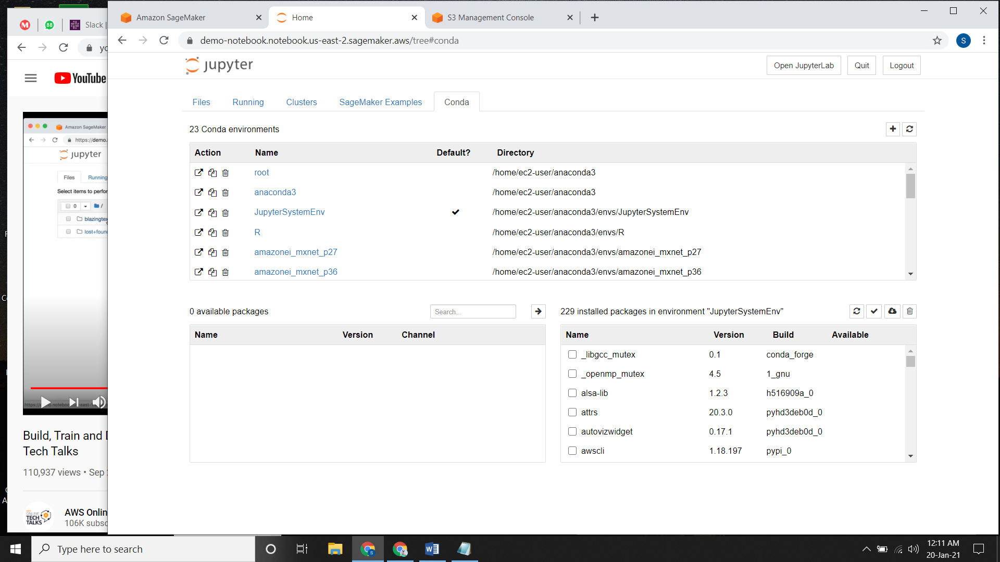 Amazon SageMaker
Home
S3 Management Console
88
Slack |
demo-notebook.notebook.us-east-2.sagemaker.aws/tree#conda
S
jupyter
Open JupyterLab
Quit
Logout
YouTube
Files
Running
Clusters
SageMaker Examples
Conda
23 Conda environments
Action Name Default? Directory
root /home/ec2-user/anaconda3
anaconda3 /home/ec2-user/anaconda3
JupyterSystemEnv /home/ec2-user/anaconda3/envs/JupyterSystemEnv
R /home/ec2-user/anaconda3/envs/R
amazonei_mxnet_p27 /home/ec2-user/anaconda3/envs/amazonei_mxnet_p27
amazonei_mxnet_p36 /home/ec2-user/anaconda3/envs/amazonei_mxnet_p36
0 available packages
Search...
Name Version Channel
229 installed packages in environment "JupyterSystemEnv"
Name Version Build Available
_libgcc_mutex 0.1 conda_forge
_openmp_mutex 4.5 1_gnu
alsa-lib 1.2.3 h516909a_0
attrs 20.3.0 pyhd3deb0d_0
autovizwidget 0.17.1 pyhd3deb0d_0
awscli 1.18.197 pypi_0
Amazon SageMaker
https://demo.
jupyter
Files
Running
Select items to perfor
0
/
blazingtex
lost+foun
Build, Train and
Tech Talks
110,937 views • Sep
AWS Onlin
106K subsc
ONLINE
TECH
TALKS
Type here to search
12:11 AM
20-Jan-21